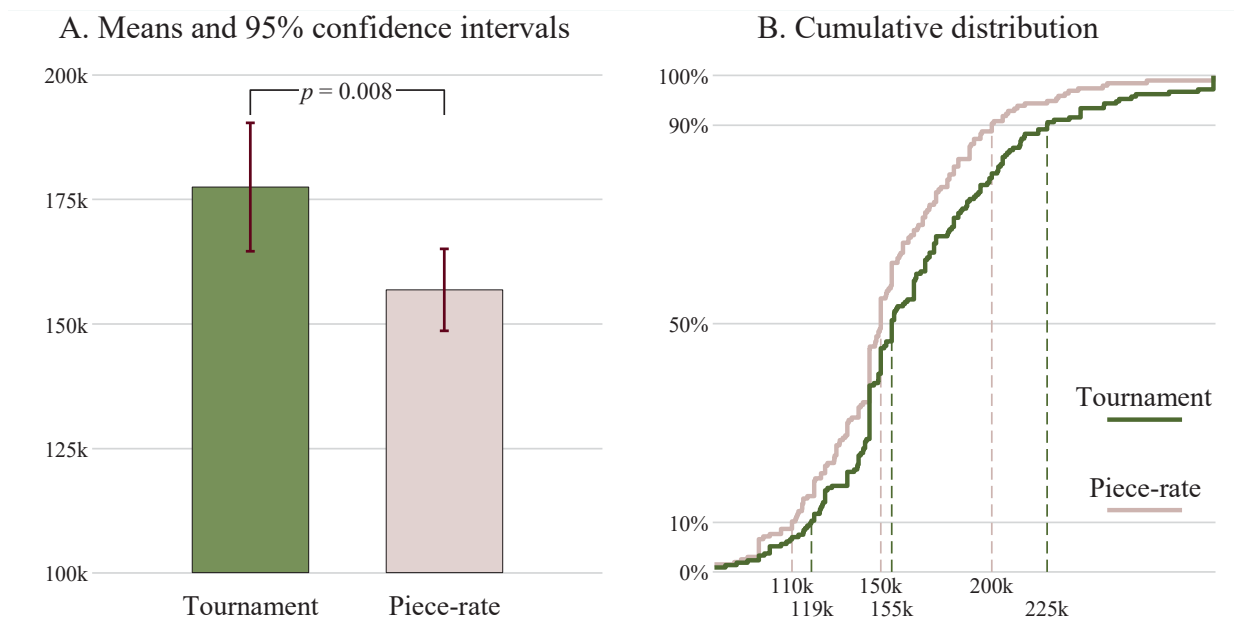 A. Means and 95% confidence intervals
200k
p = 0.008
175k
150k
125k
100k
Tournament
Piece-rate
B. Cumulative distribution
100%
90%
50%
Tournament
Piece-rate
10%
0%
110k
150k
200k
119k
155k
225k